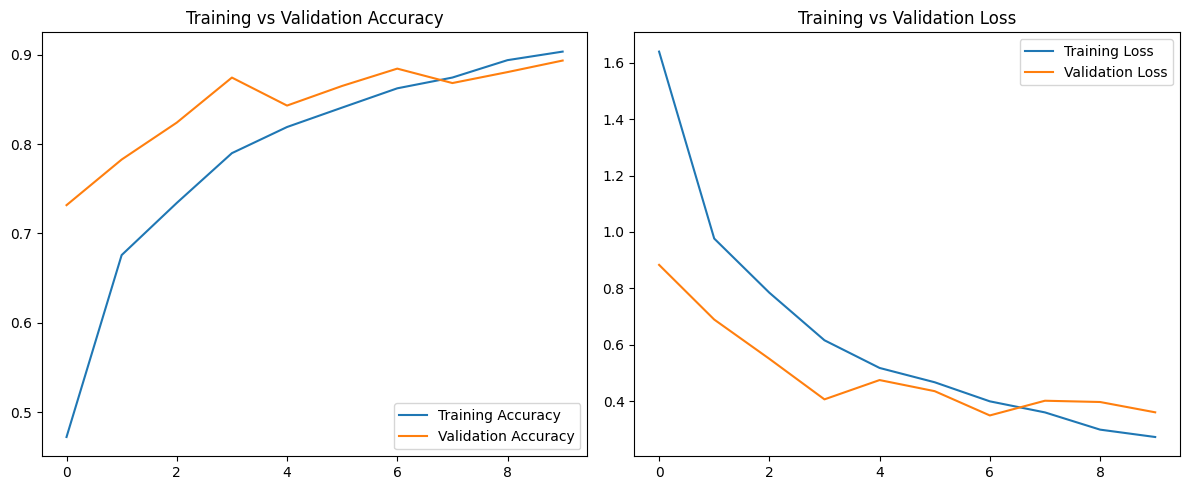 Training vs Validation Accuracy
0.9
0.8
0.7
0.6
0.5
0 2 4 6 8
Training Accuracy
Validation Accuracy
Training vs Validation Loss
1.6
1.4
1.2
1.0
0.8
0.6
0.4
0 2 4 6 8
Training Loss
Validation Loss